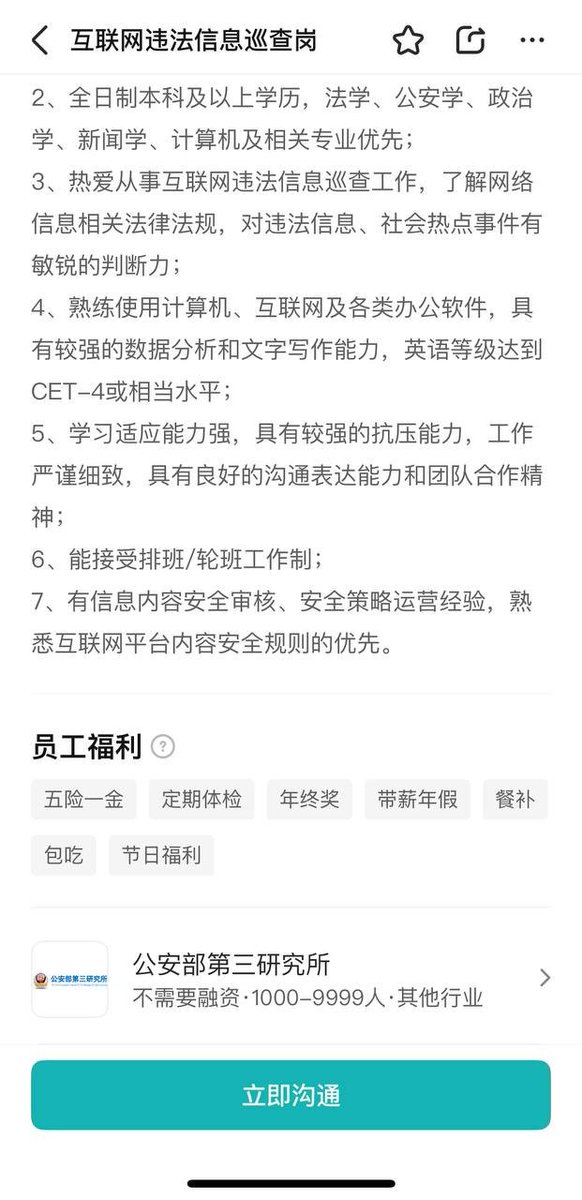 互联网违法信息巡查岗
2、全日制本科及以上学历，法学、公安学、政治
学、新闻学、计算机及相关专业优先；
3、热爱从事互联网违法信息巡查工作，了解网络
信息相关法律法规，对违法信息、社会热点事件有
敏锐的判断力；
4、熟练使用计算机、互联网及各类办公软件，具
有较强的数据分析和文字写作能力，英语等级达到
CET-4或相当水平；
5、学习适应能力强，具有较强的抗压能力，工作
严谨细致，具有良好的沟通表达能力和团队合作精
神；
6、能接受排班/轮班工作制；
7、有信息内容安全审核、安全策略运营经验，熟
悉互联网平台内容安全规则的优先。
员工福利 ?
五险一金 定期体检 年终奖 带薪年假 餐补
包吃 节日福利
公安部第三研究所
公安部第三研究所
不需要融资·1000-9999人·其他行业
立即沟通